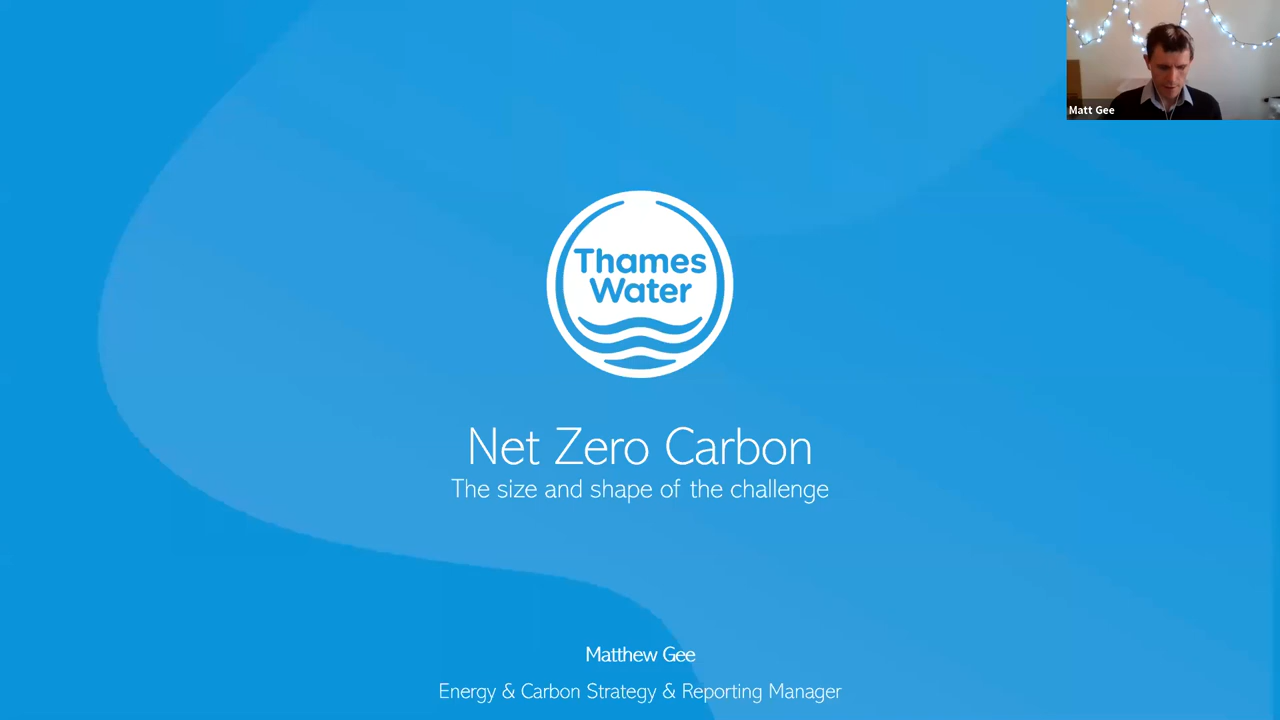 Matt Gee
Thames
Water
Net Zero Carbon
The size and shape of the challenge
Matthew Gee
Energy & Carbon Strategy & Reporting Manager